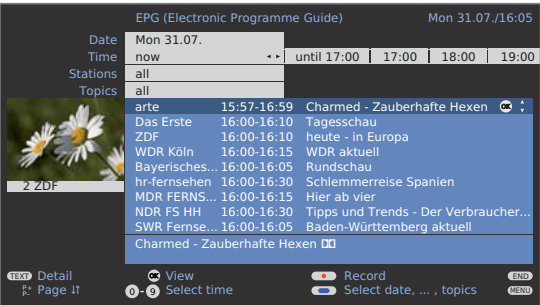 EPG (Electronic Programme Guide) Mon 31.07./16:05
Date Mon 31.07.
Time now until 17:00 17:00 18:00 19:00
Stations all
Topics all
arte 15:57-16:59 Charmed - Zauberhafte Hexen OK
Das Erste 16:00-16:10 Tagesschau
ZDF 16:00-16:10 heute - in Europa
WDR Köln 16:00-16:15 WDR aktuell
Bayerisches... 16:00-16:05 Rundschau
hr-fernsehen 16:00-16:30 Schlemmerreise Spanien
MDR FERNS... 16:00-16:15 Hier ab vier
NDR FS HH 16:00-16:30 Tipps und Trends - Der Verbraucher...
SWR Fernse... 16:00-16:05 Baden-Württemberg aktuell
2 ZDF
Charmed - Zauberhafte Hexen
TEXT Detail OK View Record END
P+ P- Page 0-9 Select time Select date, ... , topics MENU